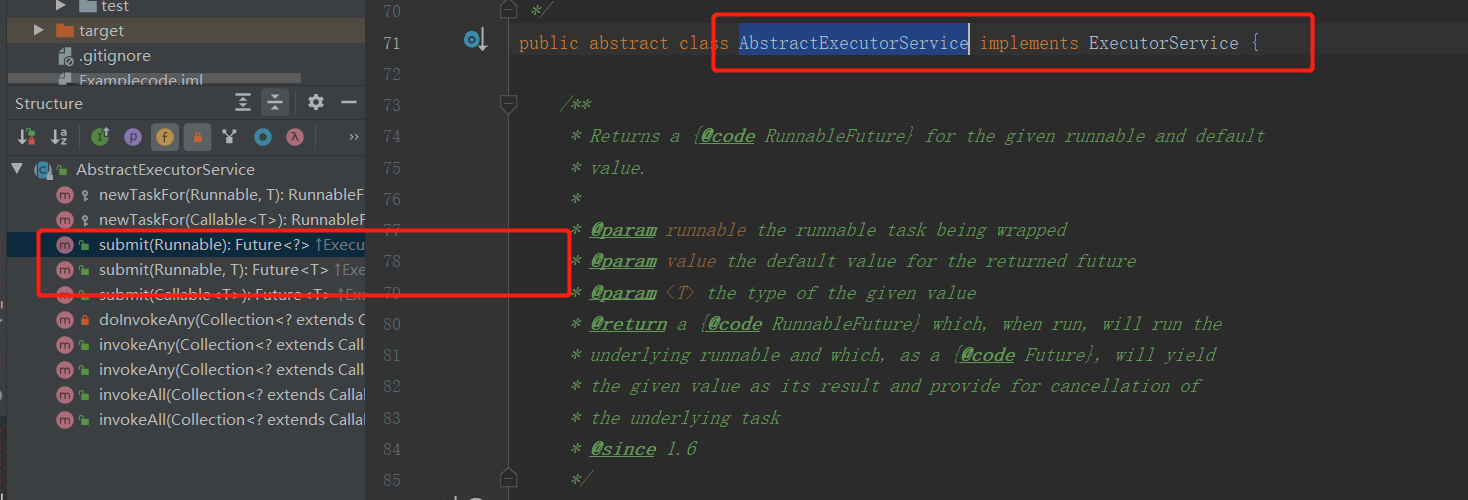 test
target
.gitignore
Examplecode.iml
Structure
»
AbstractExecutorService
newTaskFor(Runnable, T): RunnableF
newTaskFor(Callable<T>): RunnableF
submit(Runnable): Future<?> ↑Execu
submit(Runnable, T): Future<T> ↑Exe
submit(Callable<T>): Future<T> ↑Exe
doInvokeAny(Collection<? extends C
invokeAny(Collection<? extends Calla
invokeAny(Collection<? extends Calla
invokeAll(Collection<? extends Callab
invokeAll(Collection<? extends Callab
70 */
71 public abstract class AbstractExecutorService implements ExecutorService {
72
73 /**
74 * Returns a {@code RunnableFuture} for the given runnable and default
75 * value.
76 *
77 * @param runnable the runnable task being wrapped
78 * @param value the default value for the returned future
79 * @param <T> the type of the given value
80 * @return a {@code RunnableFuture} which, when run, will run the
81 * underlying runnable and which, as a {@code Future}, will yield
82 * the given value as its result and provide for cancellation of
83 * the underlying task
84 * @since 1.6
85 */